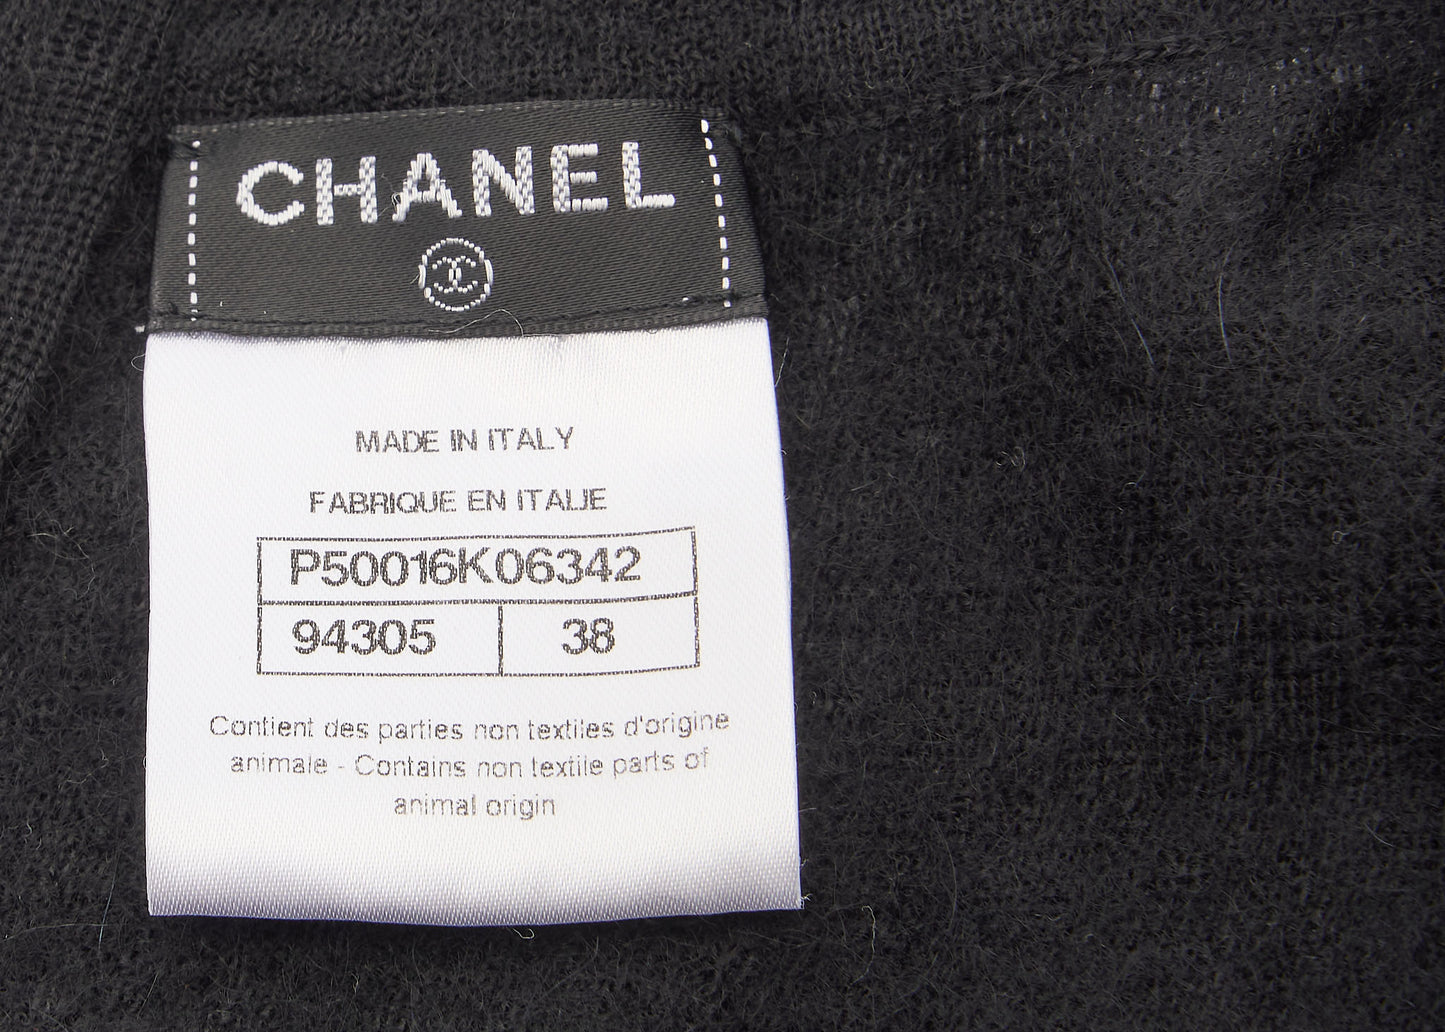 CHANEL
MADE IN ITALY
FABRIQUE EN ITALIE
P50016K06342
94305 38
Contient des parties non textiles d'origine
animale - Contains non textile parts of
animal origin